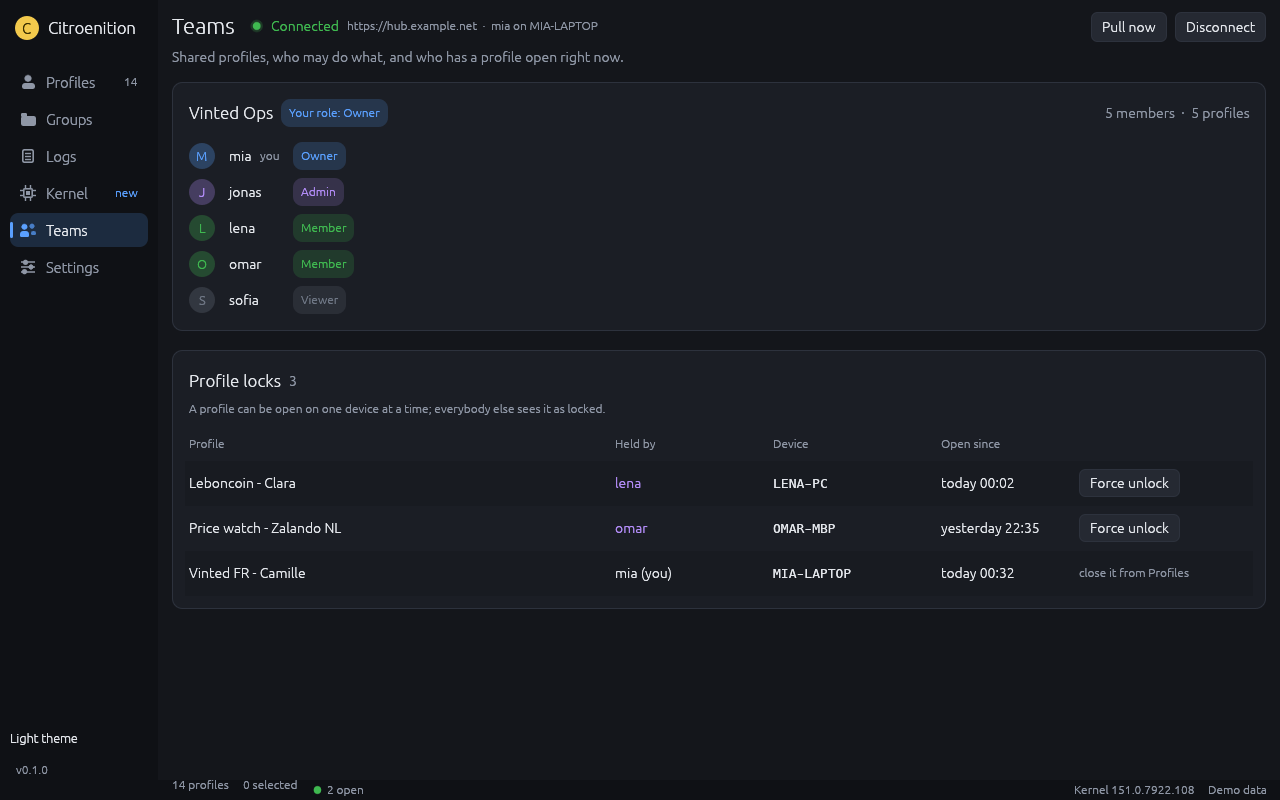 C Citroenition
Profiles 14
Groups
Logs
Kernel new
Teams
Settings
Light theme
v0.1.0
Teams Connected https://hub.example.net · mia on MIA-LAPTOP Pull now Disconnect
Shared profiles, who may do what, and who has a profile open right now.
Vinted Ops Your role: Owner 5 members · 5 profiles
M mia you Owner
J jonas Admin
L lena Member
O omar Member
S sofia Viewer
Profile locks 3
A profile can be open on one device at a time; everybody else sees it as locked.
Profile Held by Device Open since
Leboncoin - Clara lena LENA-PC today 00:02 Force unlock
Price watch - Zalando NL omar OMAR-MBP yesterday 22:35 Force unlock
Vinted FR - Camille mia (you) MIA-LAPTOP today 00:32 close it from Profiles
14 profiles 0 selected 2 open Kernel 151.0.7922.108 Demo data